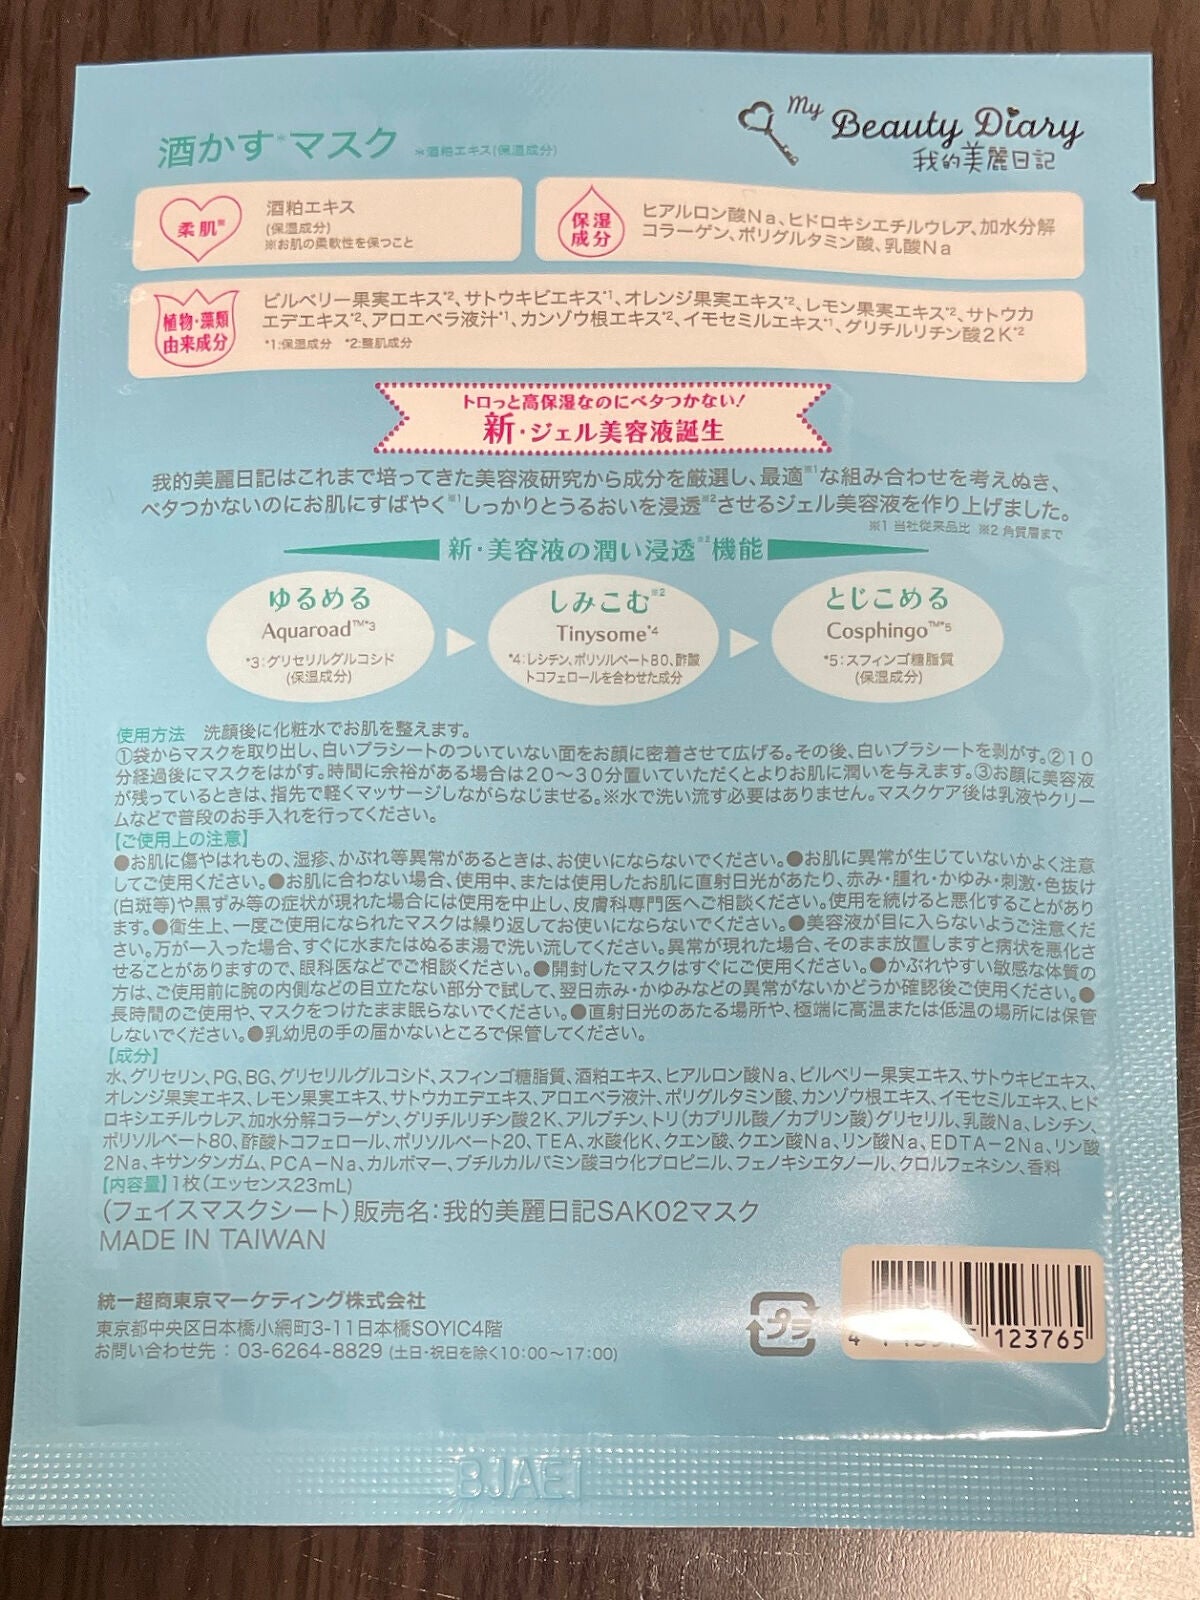 酒かす*マスク *酒粕エキス(保湿成分)
My Beauty Diary
我的美麗日記
柔肌※
酒粕エキス
(保湿成分)
※お肌の柔軟性を保つこと
保湿
成分
ヒアルロン酸Na、ヒドロキシエチルウレア、加水分解
コラーゲン、ポリグルタミン酸、乳酸Na
植物・藻類
由来成分
ビルベリー果実エキス*2、サトウキビエキス*1、オレンジ果実エキス*2、レモン果実エキス*2、サトウカ
エデエキス*2、アロエベラ液汁*1、カンゾウ根エキス*2、イモセミルエキス*1、グリチルリチン酸2K*2
*1:保湿成分 *2:整肌成分
トロっと高保湿なのにベタつかない!
新・ジェル美容液誕生
我的美麗日記はこれまで培ってきた美容液研究から成分を厳選し、最適※1な組み合わせを考えぬき、
ベタつかないのにお肌にすばやく※1しっかりとうるおいを浸透※2させるジェル美容液を作り上げました。
※1 当社従来品比 ※2 角質層まで
新・美容液の潤い浸透※2機能
ゆるめる
Aquaroad™*3
*3:グリセリルグルコシド
(保湿成分)
しみこむ※2
Tinysome*4
*4:レシチン、ポリソルベート80、酢酸
トコフェロールを合わせた成分
とじこめる
Cosphingo™*5
*5:スフィンゴ糖脂質
(保湿成分)
使用方法 洗顔後に化粧水でお肌を整えます。
①袋からマスクを取り出し、白いプラシートのついていない面をお顔に密着させて広げる。その後、白いプラシートを剥がす。②10
分経過後にマスクをはがす。時間に余裕がある場合は20～30分置いていただくとよりお肌に潤いを与えます。③お顔に美容液
が残っているときは、指先で軽くマッサージしながらなじませる。※水で洗い流す必要はありません。マスクケア後は乳液やクリー
ムなどで普段のお手入れを行ってください。
【ご使用上の注意】
●お肌に傷やはれもの、湿疹、かぶれ等異常があるときは、お使いにならないでください。●お肌に異常が生じていないかよく注意
してご使用ください。●お肌に合わない場合、使用中、または使用したお肌に直射日光があたり、赤み・腫れ・かゆみ・刺激・色抜け
(白斑等)や黒ずみ等の症状が現れた場合には使用を中止し、皮膚科専門医へご相談ください。使用を続けると悪化することがあり
ます。●衛生上、一度ご使用になられたマスクは繰り返してお使いにならないでください。●美容液が目に入らないようご注意くだ
さい。万が一入った場合、すぐに水またはぬるま湯で洗い流してください。異常が現れた場合、そのまま放置しますと病状を悪化さ
せることがありますので、眼科医などでご相談ください。●開封したマスクはすぐにご使用ください。●かぶれやすい敏感な体質の
方は、ご使用前に腕の内側などの目立たない部分で試して、翌日赤み・かゆみなどの異常がないかどうか確認後ご使用ください。●
長時間のご使用や、マスクをつけたまま眠らないでください。●直射日光のあたる場所や、極端に高温または低温の場所には保管
しないでください。●乳幼児の手の届かないところで保管してください。
【成分】
水、グリセリン、PG、BG、グリセリルグルコシド、スフィンゴ糖脂質、酒粕エキス、ヒアルロン酸Na、ビルベリー果実エキス、サトウキビエキス、
オレンジ果実エキス、レモン果実エキス、サトウカエデエキス、アロエベラ液汁、ポリグルタミン酸、カンゾウ根エキス、イモセミルエキス、ヒド
ロキシエチルウレア、加水分解コラーゲン、グリチルリチン酸2K、アルブチン、トリ(カプリル酸／カプリン酸)グリセリル、乳酸Na、レシチン、
ポリソルベート80、酢酸トコフェロール、ポリソルベート20、TEA、水酸化K、クエン酸、クエン酸Na、リン酸Na、EDTA－2Na、リン酸
2Na、キサンタンガム、PCA－Na、カルボマー、ブチルカルバミン酸ヨウ化プロピニル、フェノキシエタノール、クロルフェネシン、香料
【内容量】1枚(エッセンス23mL)
(フェイスマスクシート)販売名:我的美麗日記SAK02マスク
MADE IN TAIWAN
統一超商東京マーケティング株式会社
東京都中央区日本橋小網町3-11日本橋SOYIC4階
お問い合わせ先:03-6264-8829 (土日・祝日を除く10:00～17:00)
プラ
123765
BJAE1